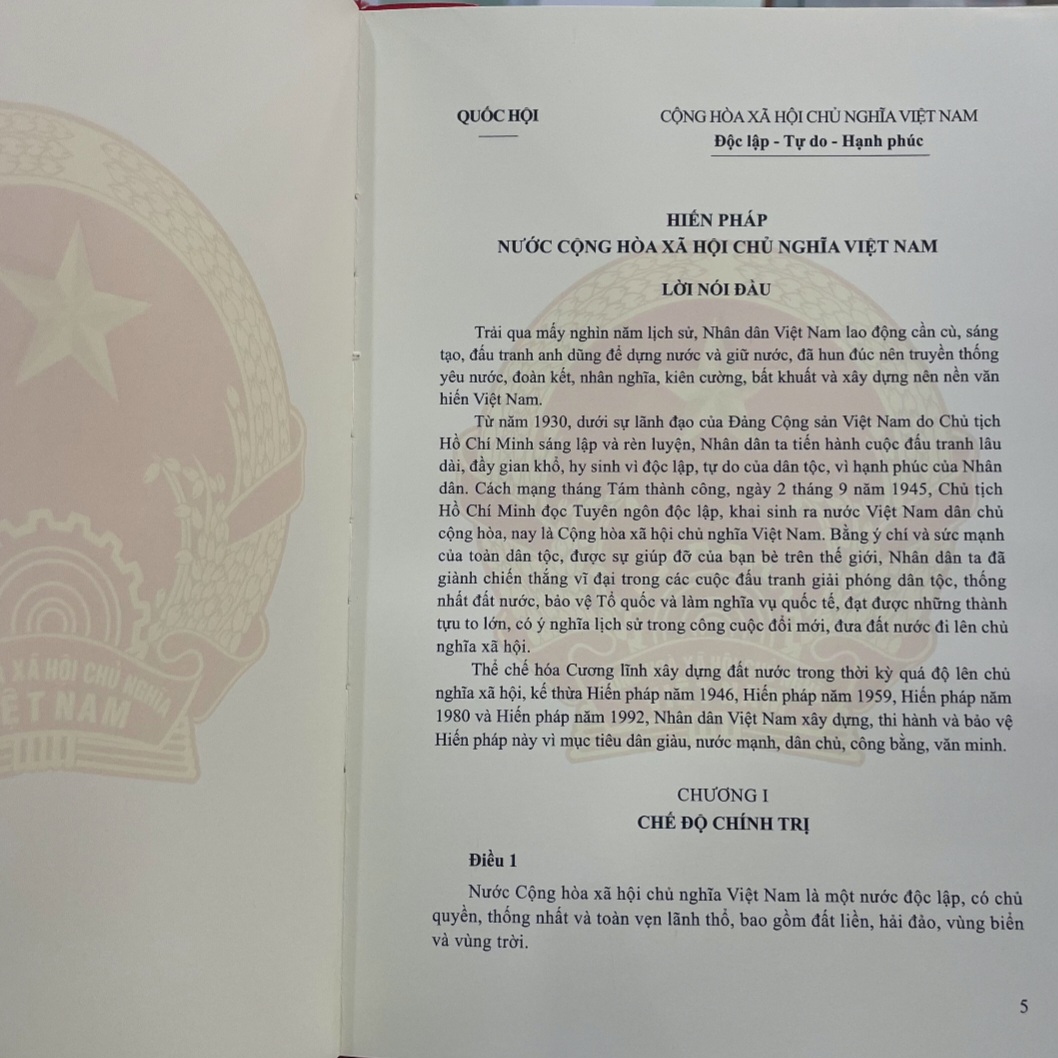 QUỐC HỘI
CỘNG HÒA XÃ HỘI CHỦ NGHĨA VIỆT NAM
Độc lập - Tự do - Hạnh phúc
HIẾN PHÁP
NƯỚC CỘNG HÒA XÃ HỘI CHỦ NGHĨA VIỆT NAM
LỜI NÓI ĐẦU
Trải qua mấy nghìn năm lịch sử, Nhân dân Việt Nam lao động cần cù, sáng
tạo, đấu tranh anh dũng để dựng nước và giữ nước, đã hun đúc nên truyền thống
yêu nước, đoàn kết, nhân nghĩa, kiên cường, bất khuất và xây dựng nên nền văn
hiến Việt Nam.
Từ năm 1930, dưới sự lãnh đạo của Đảng Cộng sản Việt Nam do Chủ tịch
Hồ Chí Minh sáng lập và rèn luyện, Nhân dân ta tiến hành cuộc đấu tranh lâu
dài, đầy gian khổ, hy sinh vì độc lập, tự do của dân tộc, vì hạnh phúc của Nhân
dân. Cách mạng tháng Tám thành công, ngày 2 tháng 9 năm 1945, Chủ tịch
Hồ Chí Minh đọc Tuyên ngôn độc lập, khai sinh ra nước Việt Nam dân chủ
cộng hòa, nay là Cộng hòa xã hội chủ nghĩa Việt Nam. Bằng ý chí và sức mạnh
của toàn dân tộc, được sự giúp đỡ của bạn bè trên thế giới, Nhân dân ta đã
giành chiến thắng vĩ đại trong các cuộc đấu tranh giải phóng dân tộc, thống
nhất đất nước, bảo vệ Tổ quốc và làm nghĩa vụ quốc tế, đạt được những thành
tựu to lớn, có ý nghĩa lịch sử trong công cuộc đổi mới, đưa đất nước đi lên chủ
nghĩa xã hội.
Thể chế hóa Cương lĩnh xây dựng đất nước trong thời kỳ quá độ lên chủ
nghĩa xã hội, kế thừa Hiến pháp năm 1946, Hiến pháp năm 1959, Hiến pháp năm
1980 và Hiến pháp năm 1992, Nhân dân Việt Nam xây dựng, thi hành và bảo vệ
Hiến pháp này vì mục tiêu dân giàu, nước mạnh, dân chủ, công bằng, văn minh.
CHƯƠNG I
CHẾ ĐỘ CHÍNH TRỊ
Điều 1
Nước Cộng hòa xã hội chủ nghĩa Việt Nam là một nước độc lập, có chủ
quyền, thống nhất và toàn vẹn lãnh thổ, bao gồm đất liền, hải đảo, vùng biển
và vùng trời.
5
XÃ HỘI CHỦ NGHĨA
NAM